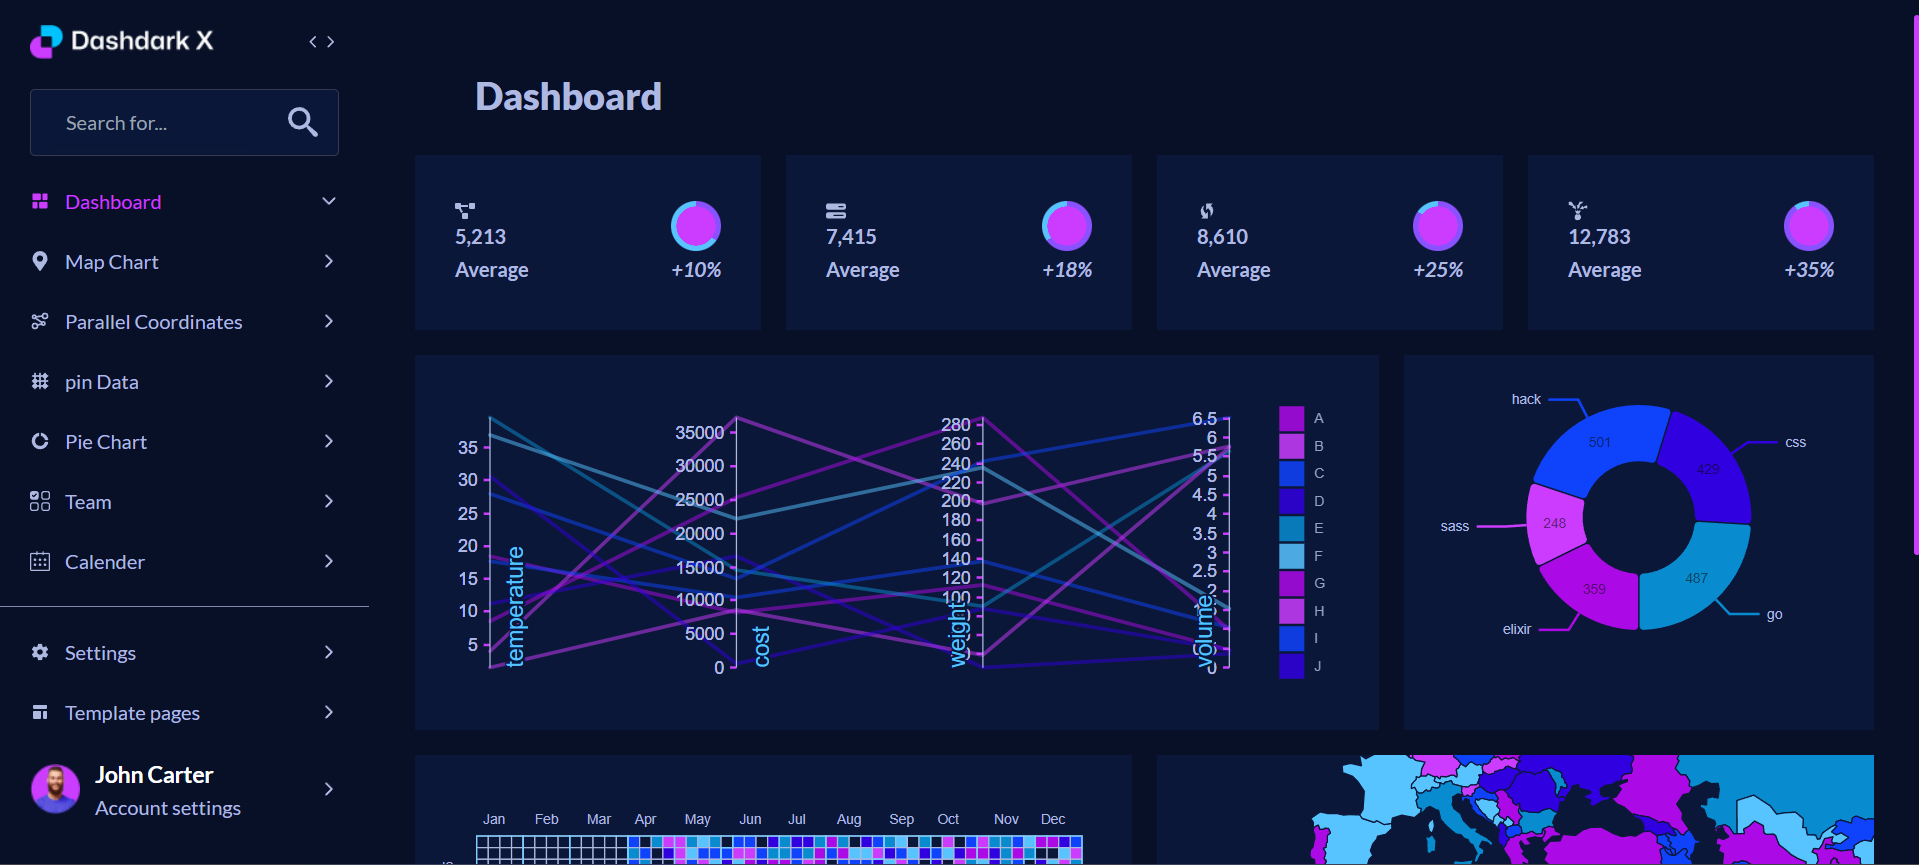 Dashdark X
Search for...
Dashboard
Map Chart
Parallel Coordinates
pin Data
Pie Chart
Team
Calender
Settings
Template pages
John Carter
Account settings
Dashboard
5,213
Average
+10%
7,415
Average
+18%
8,610
Average
+25%
12,783
Average
+35%
35
30
25
20
15
10
5
temperature
35000
30000
25000
20000
15000
10000
5000
0
cost
280
260
240
220
200
180
160
140
120
100
weight
6.5
6
5.5
5
4.5
4
3.5
3
2.5
2
0
volume
A
B
C
D
E
F
G
H
I
J
hack
501
css
429
sass
248
go
487
elixir
359
Jan Feb Mar Apr May Jun Jul Aug Sep Oct Nov Dec